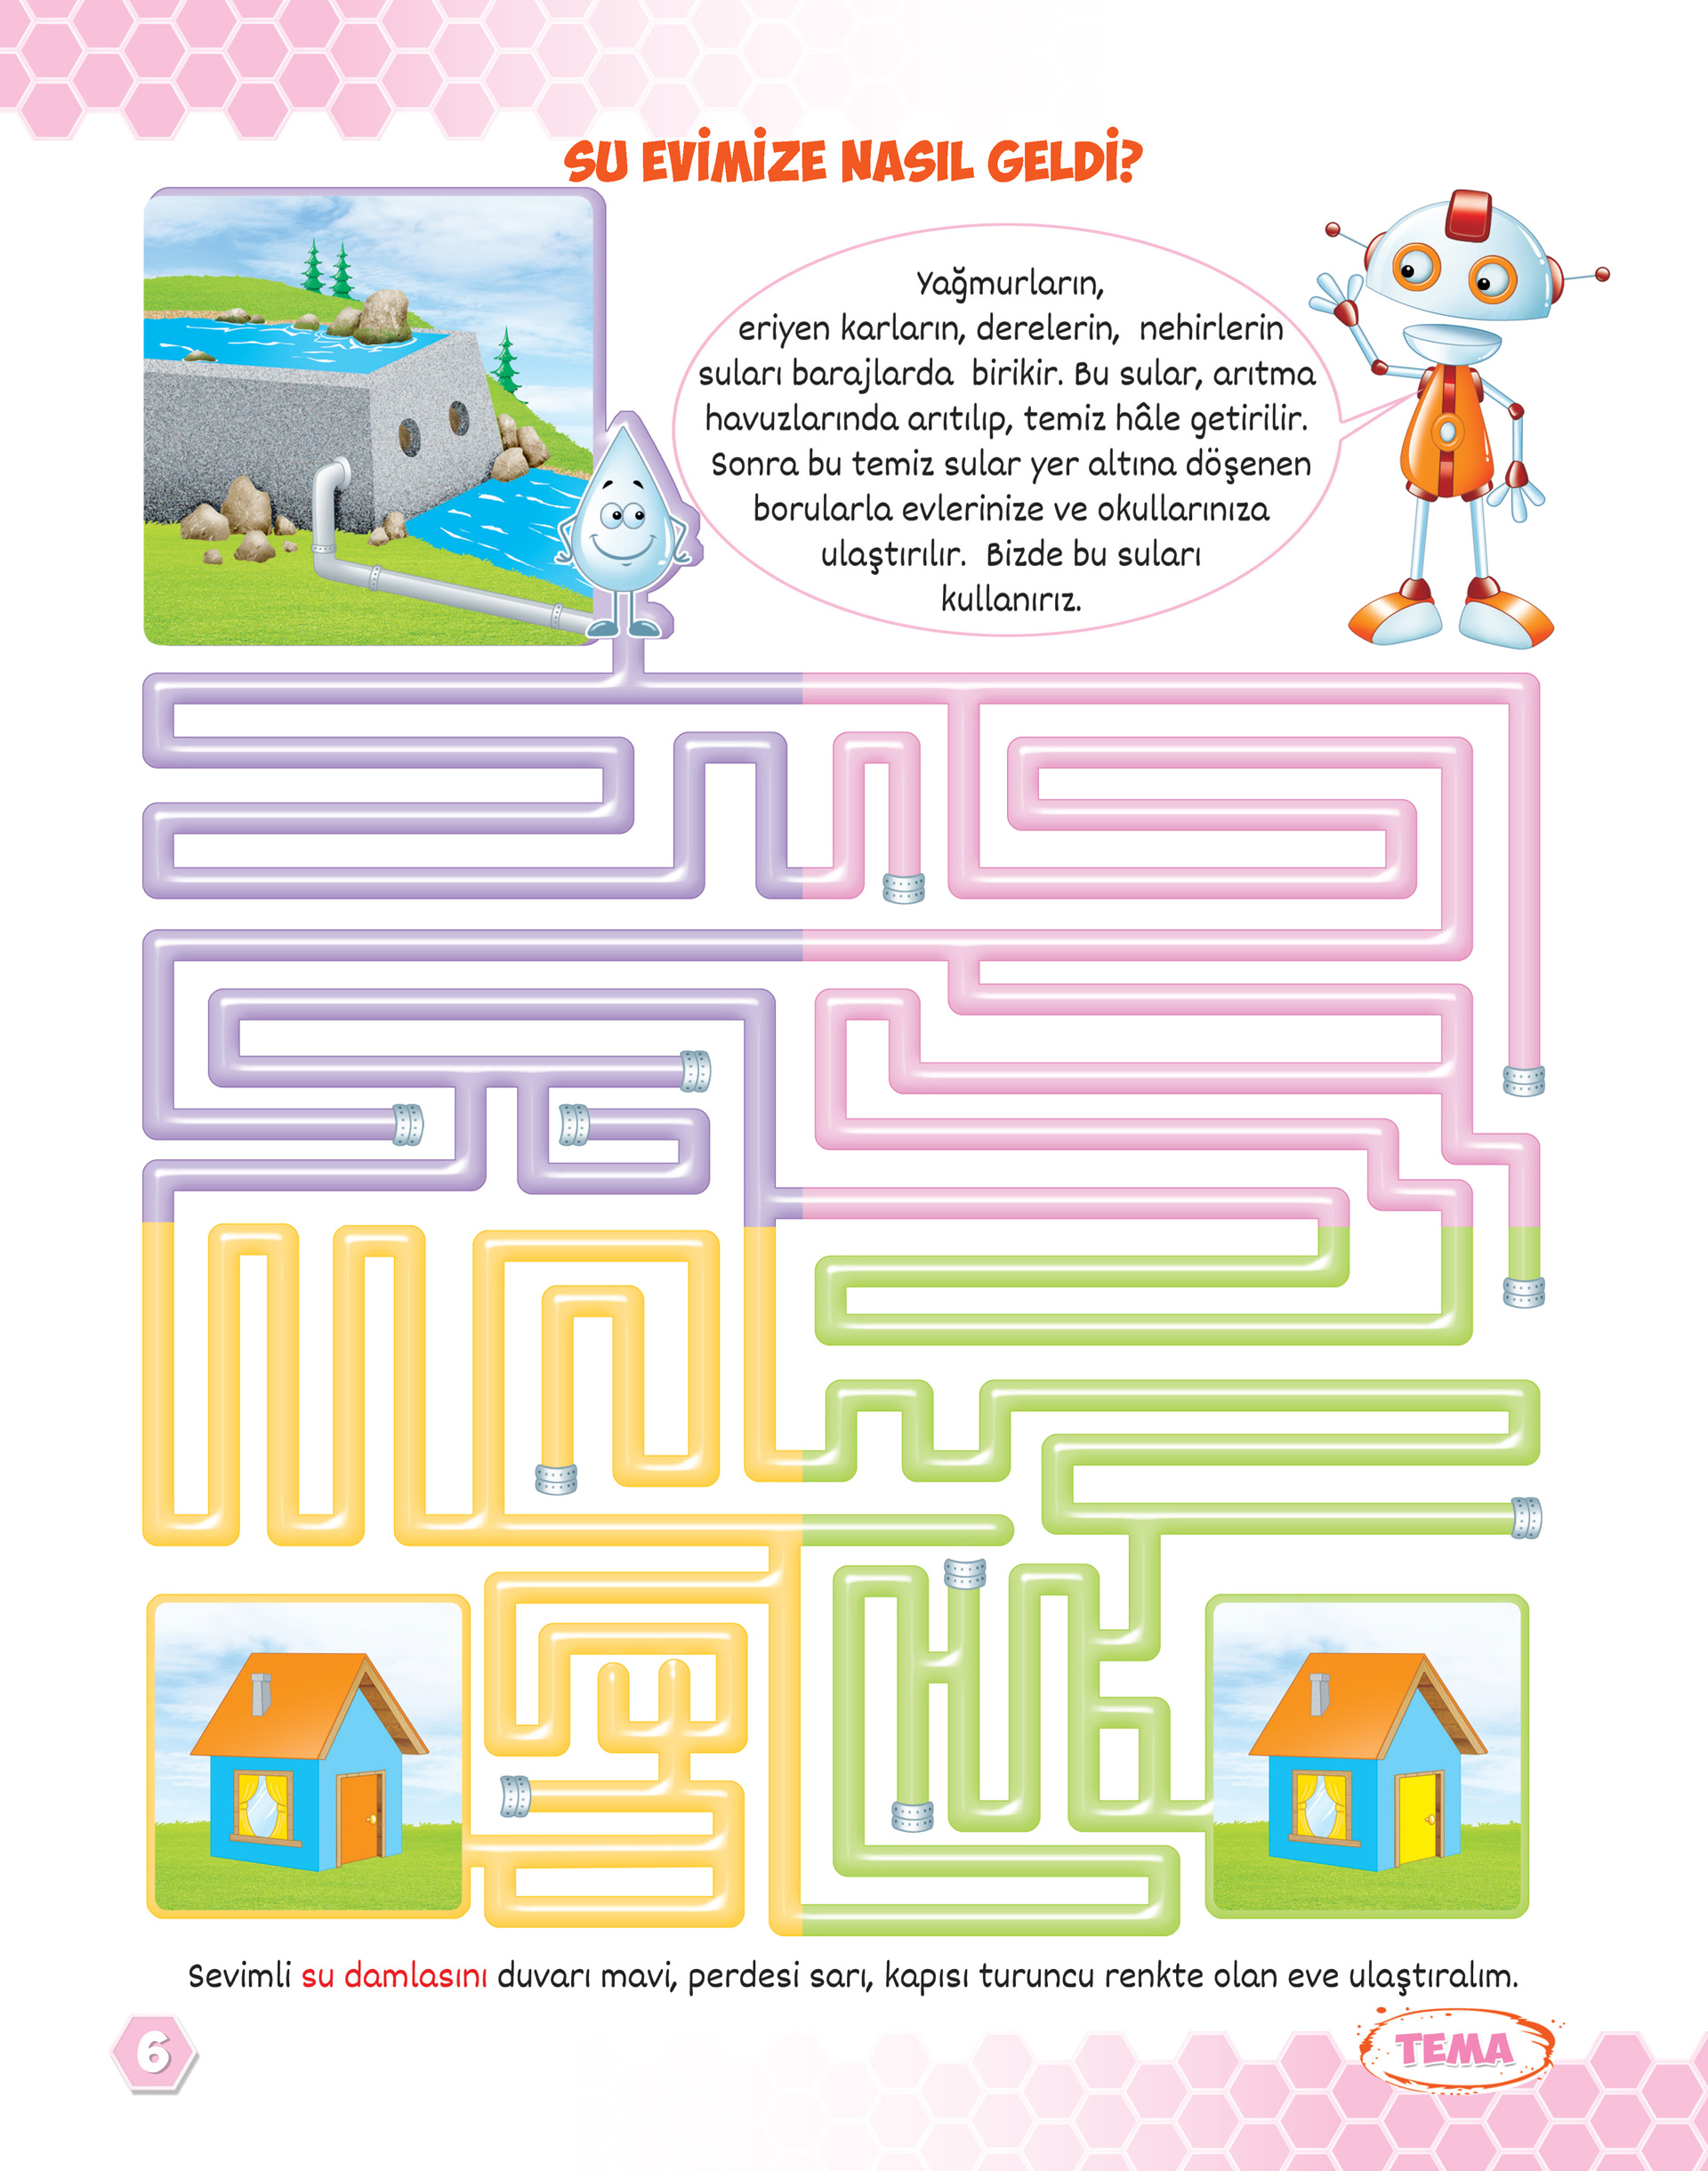 SU EVİMİZE NASIL GELDİ?
Yağmurların,
eriyen karların, derelerin, nehirlerin
suları barajlarda birikir. Bu sular, arıtma
havuzlarında arıtılıp, temiz hâle getirilir.
Sonra bu temiz sular yer altına döşenen
borularla evlerinize ve okullarınıza
ulaştırılır. Bizde bu suları
kullanırız.
Sevimli su damlasını duvarı mavi, perdesi sarı, kapısı turuncu renkte olan eve ulaştıralım.
6
TEMA